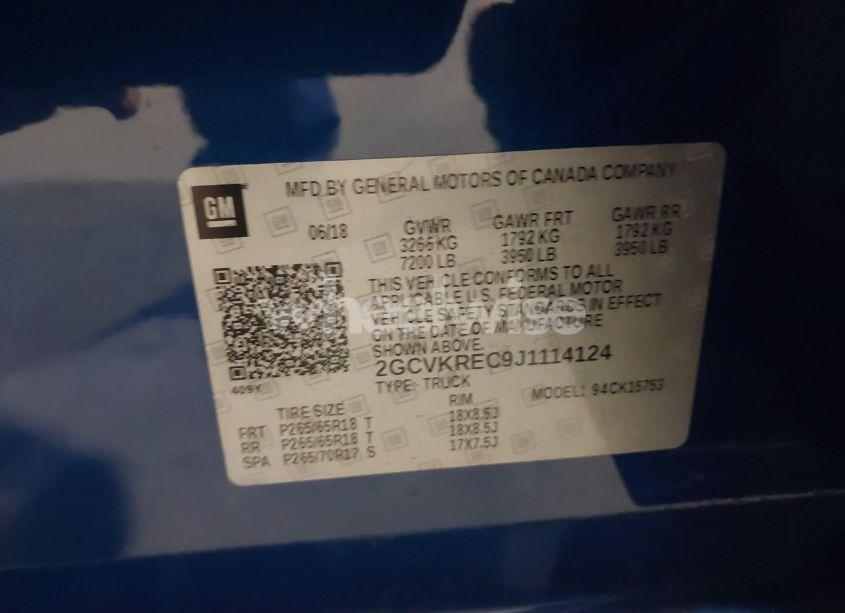 GM
MFD BY GENERAL MOTORS OF CANADA COMPANY
06/18 GVWR GAWR FRT GAWR RR
3266 KG 1792 KG 1792 KG
7200 LB 3950 LB 3950 LB
THIS VEHICLE CONFORMS TO ALL
APPLICABLE U.S. FEDERAL MOTOR
VEHICLE SAFETY STANDARDS IN EFFECT
ON THE DATE OF MANUFACTURE
SHOWN ABOVE.
2GCVKREC9J1114124
409Y TYPE: TRUCK MODEL: 94CK15753
TIRE SIZE RIM
FRT P265/65R18 T 18X8.5J
RR P265/65R18 T 18X8.5J
SPA P265/70R17 S 17X7.5J